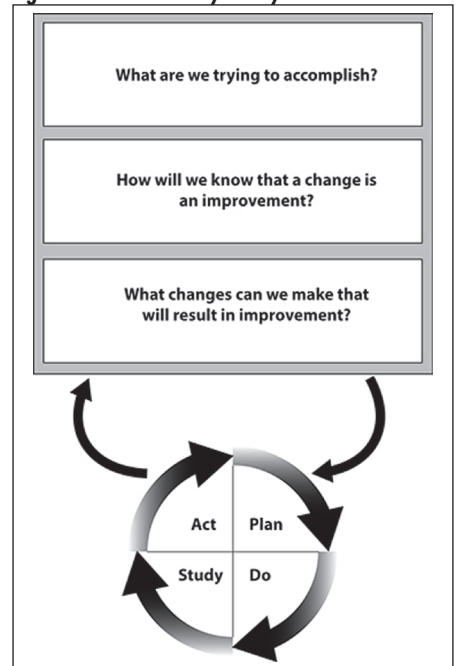 What are we trying to accomplish?
How will we know that a change is
an improvement?
What changes can we make that
will result in improvement?
Act
Plan
Study
Do